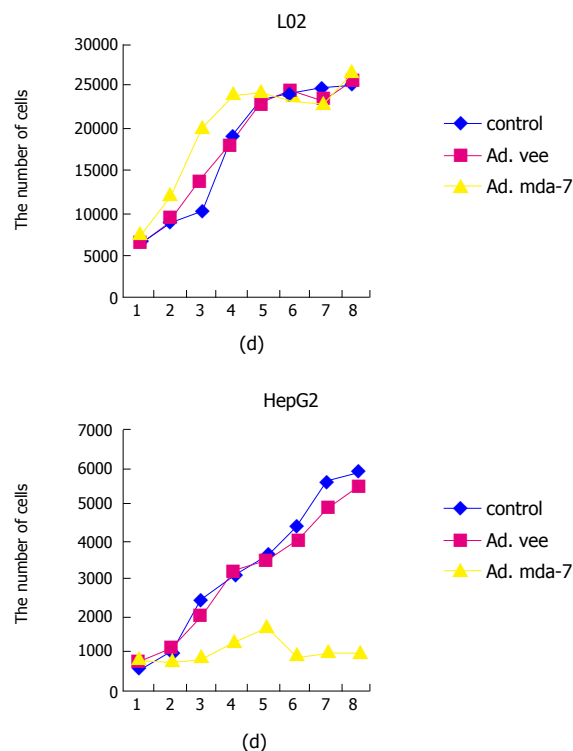 L02
The number of cells
30000
25000
20000
15000
10000
5000
0
1 2 3 4 5 6 7 8
(d)
control
Ad. vee
Ad. mda-7
HepG2
The number of cells
7000
6000
5000
4000
3000
2000
1000
0
1 2 3 4 5 6 7 8
(d)
control
Ad. vee
Ad. mda-7